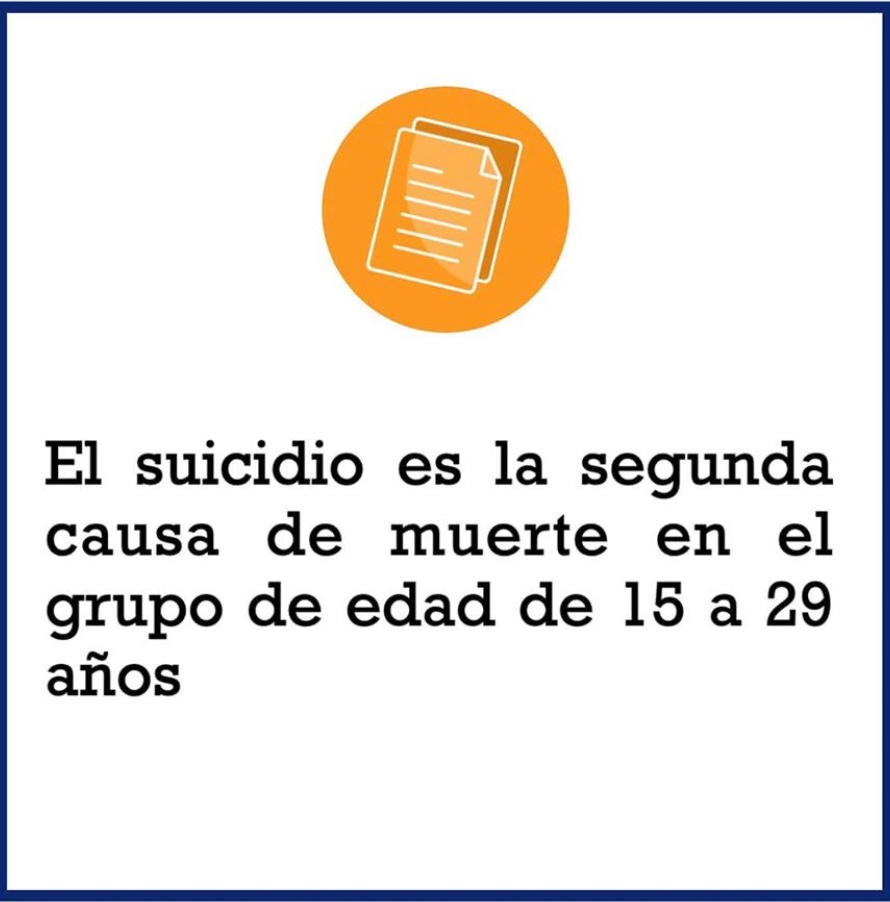 El suicidio es la segunda
causa de muerte en el
grupo de edad de 15 a 29
años